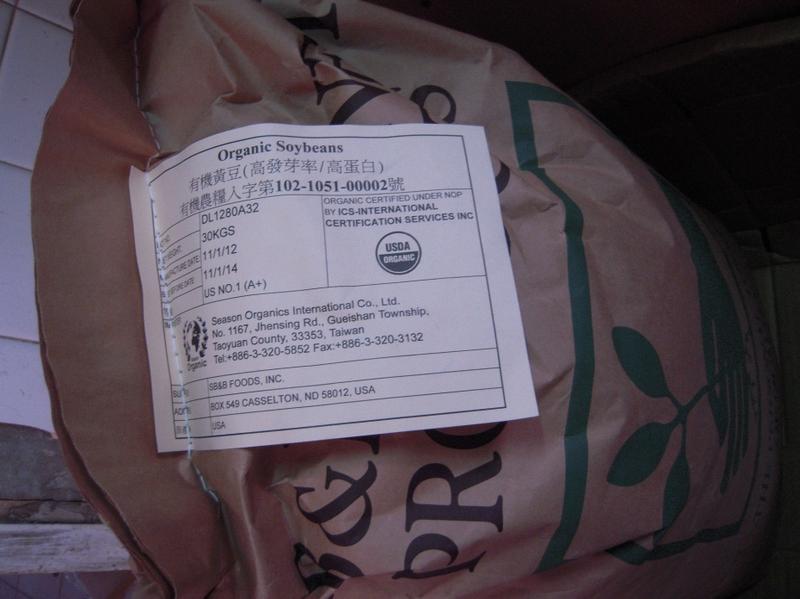 Organic Soybeans
有機黃豆(高發芽率/高蛋白)
有機農糧入字第102-1051-00002號
DL1280A32
30KGS
11/1/12
11/1/14
US NO.1 (A+)
ORGANIC CERTIFIED UNDER NOP
BY ICS-INTERNATIONAL
CERTIFICATION SERVICES INC
USDA
ORGANIC
Season Organics International Co., Ltd.
No. 1167, Jhensing Rd., Gueishan Township,
Taoyuan County, 33353, Taiwan
Tel:+886-3-320-5852 Fax:+886-3-320-3132
Organic
SB&B FOODS, INC.
BOX 549 CASSELTON, ND 58012, USA
USA